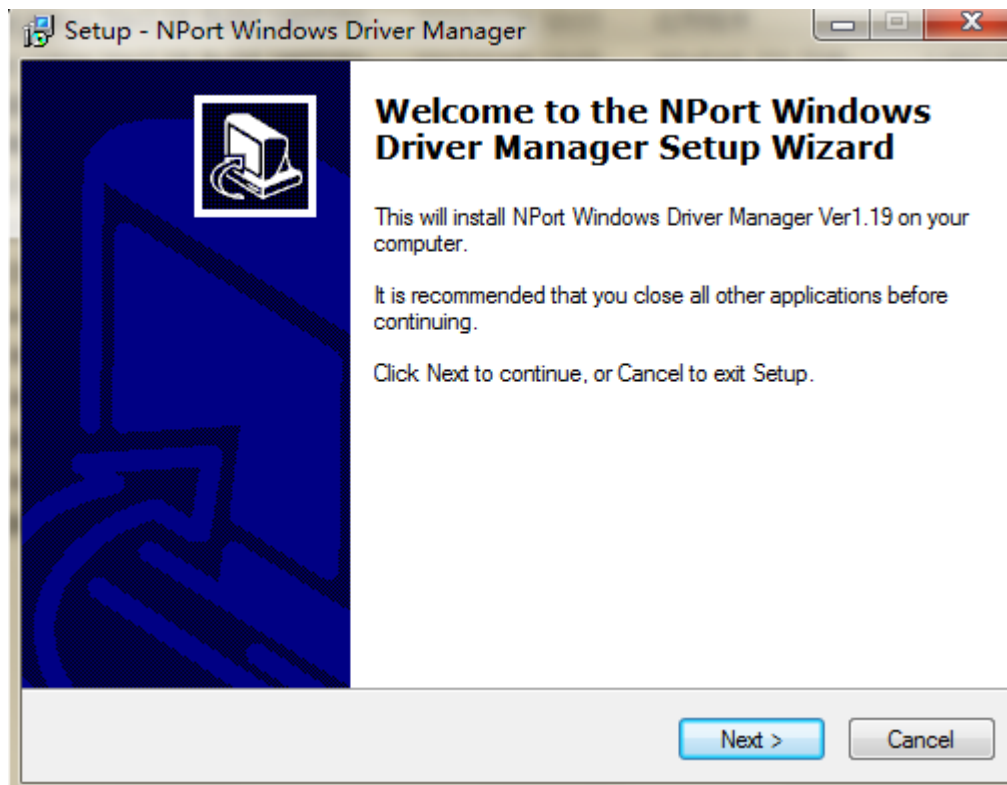 Setup - NPort Windows Driver Manager
Welcome to the NPort Windows
Driver Manager Setup Wizard
This will install NPort Windows Driver Manager Ver1.19 on your
computer.
It is recommended that you close all other applications before
continuing.
Click Next to continue, or Cancel to exit Setup.
Next >
Cancel